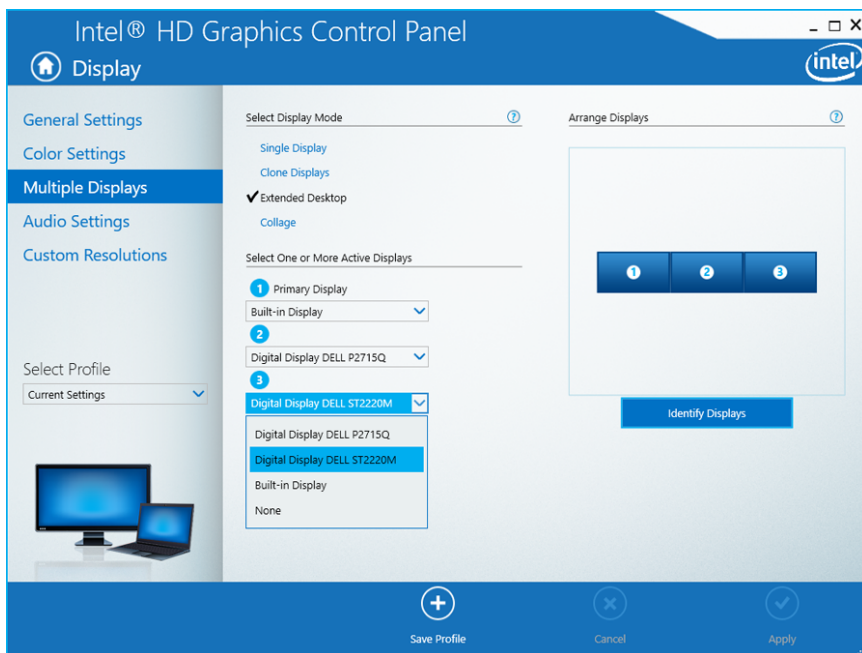 Intel® HD Graphics Control Panel
Display
intel
General Settings
Color Settings
Multiple Displays
Audio Settings
Custom Resolutions
Select Profile
Current Settings
Select Display Mode
Single Display
Clone Displays
Extended Desktop
Collage
Select One or More Active Displays
1 Primary Display
Built-in Display
2
Digital Display DELL P2715Q
3
Digital Display DELL ST2220M
Digital Display DELL P2715Q
Digital Display DELL ST2220M
Built-in Display
None
Arrange Displays
1 2 3
Identify Displays
Save Profile
Cancel
Apply